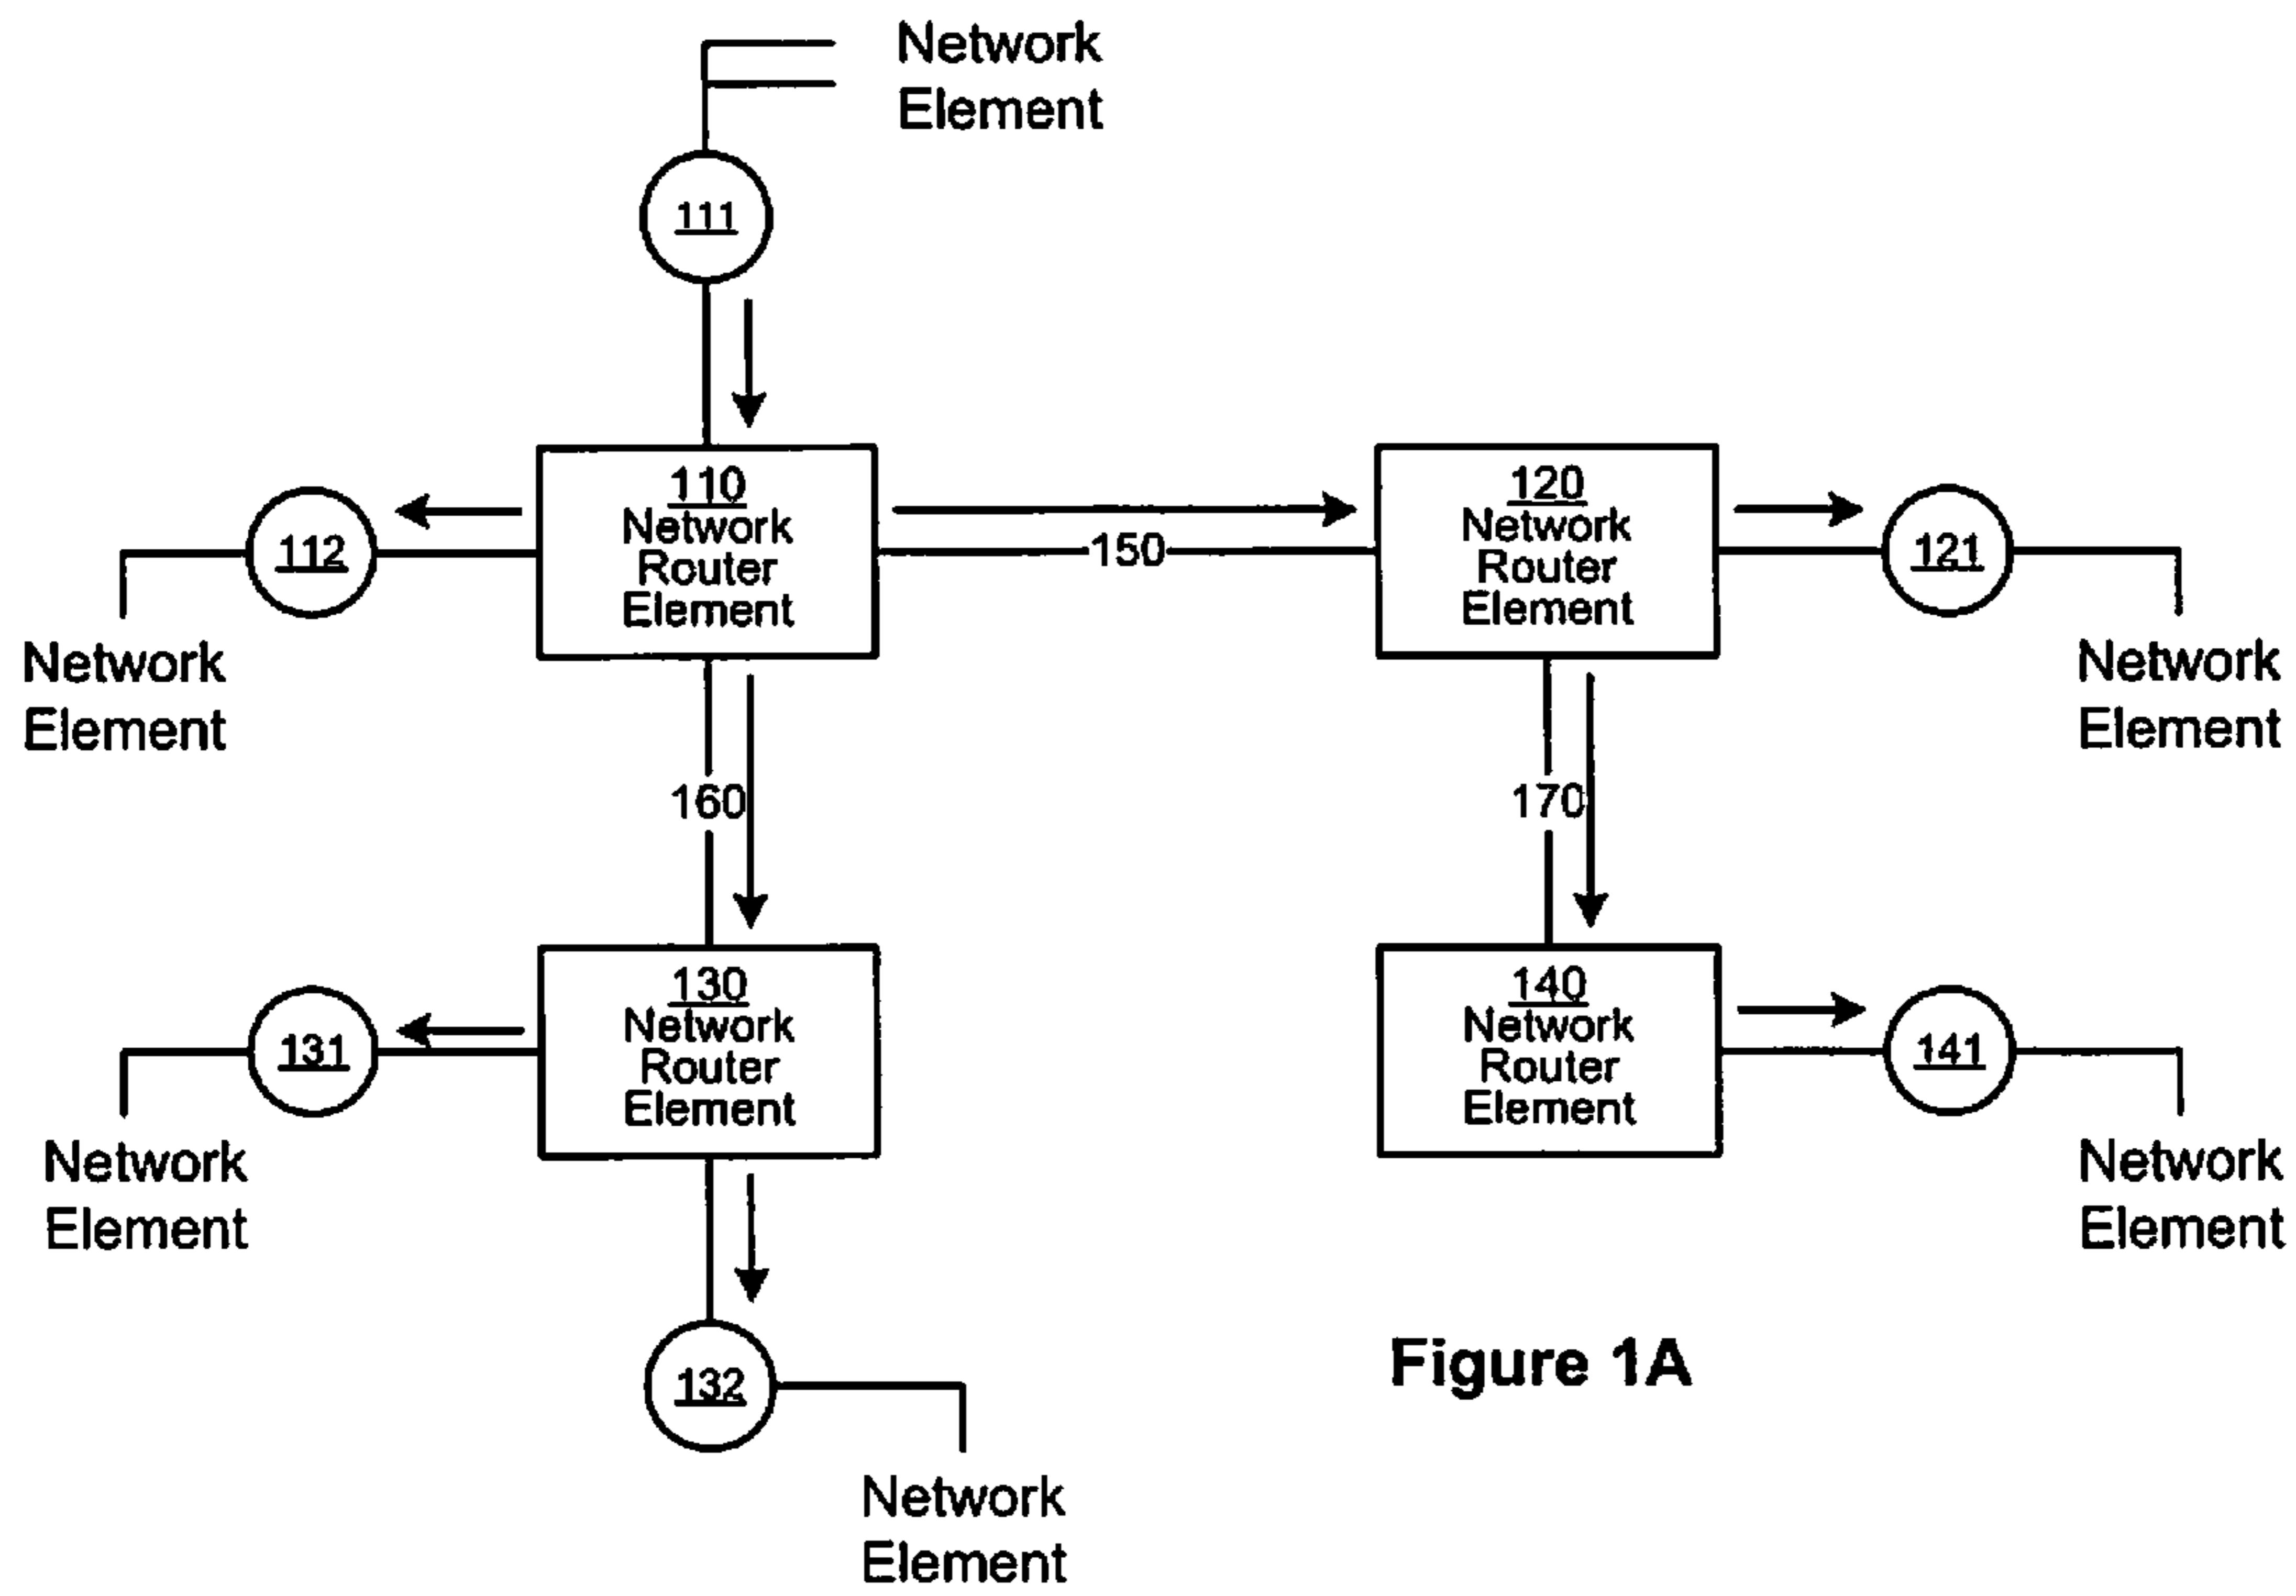 Network
Element
111
110
Network
Router
Element
120
Network
Router
Element
112
150
121
Network
Element
Network
Element
160
170
130
Network
Router
Element
140
Network
Router
Element
131
141
Network
Element
Network
Element
132
Figure 1A
Network
Element